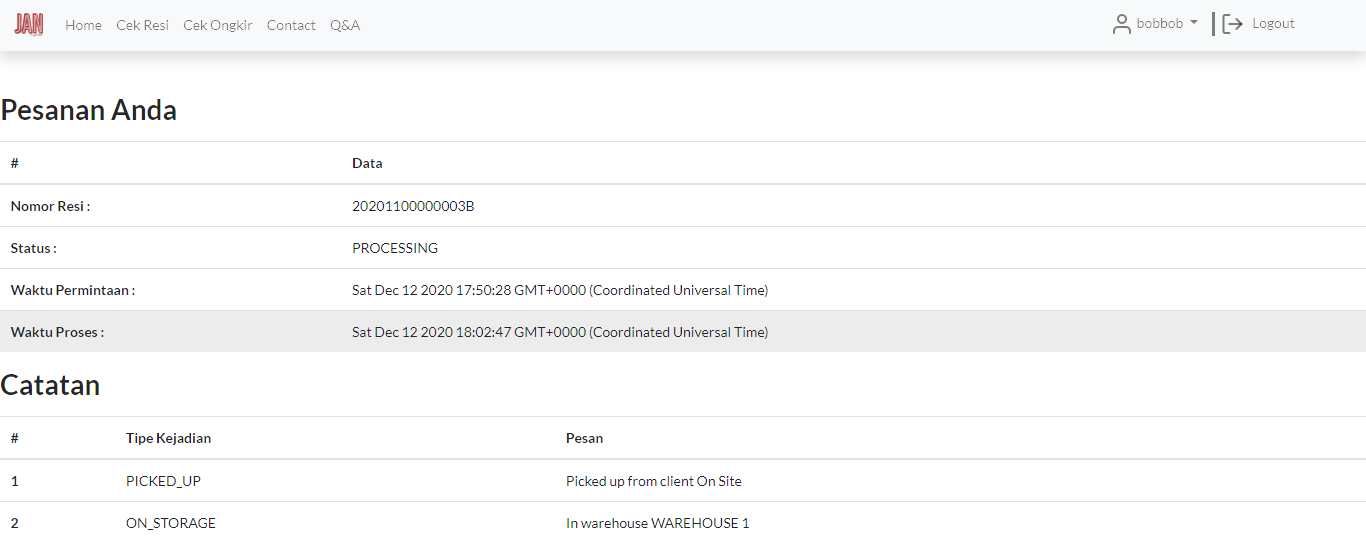 JAN Home Cek Resi Cek Ongkir Contact Q&A bobbob Logout
Pesanan Anda
# Data
Nomor Resi : 20201100000003B
Status : PROCESSING
Waktu Permintaan : Sat Dec 12 2020 17:50:28 GMT+0000 (Coordinated Universal Time)
Waktu Proses : Sat Dec 12 2020 18:02:47 GMT+0000 (Coordinated Universal Time)
Catatan
# Tipe Kejadian Pesan
1 PICKED_UP Picked up from client On Site
2 ON_STORAGE In warehouse WAREHOUSE 1